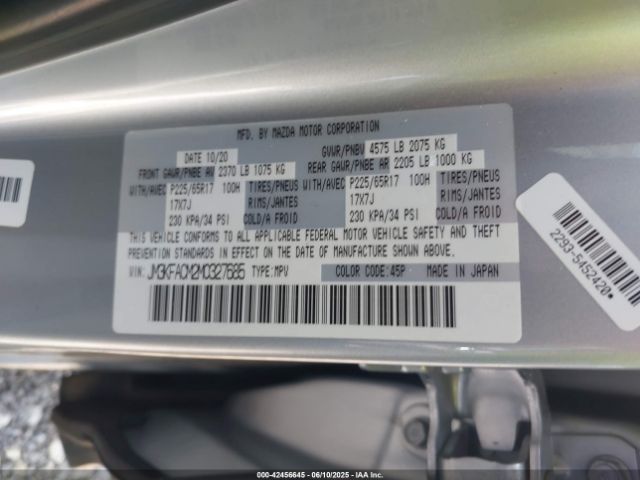 MFD. BY MAZDA MOTOR CORPORATION
DATE 10/20 GVWR/PNBV 4575 LB 2075 KG
FRONT GAWR/PNBE AV 2370 LB 1075 KG REAR GAWR/PNBE AR 2205 LB 1000 KG
WITH/AVEC P225/65R17 100H TIRES/PNEUS WITH/AVEC P225/65R17 100H TIRES/PNEUS
17X7J RIMS/JANTES 17X7J RIMS/JANTES
230 KPA/34 PSI COLD/A FROID 230 KPA/34 PSI COLD/A FROID
THIS VEHICLE CONFORMS TO ALL APPLICABLE FEDERAL MOTOR VEHICLE SAFETY AND THEFT
PREVENTION STANDARDS IN EFFECT ON THE DATE OF MANUFACTURE SHOWN ABOVE.
VIN: JM3KFACM2M0327685 TYPE:MPV COLOR CODE:45P MADE IN JAPAN
2293-5452420*
000-42456645 - 06/10/2025 - © IAA Inc.